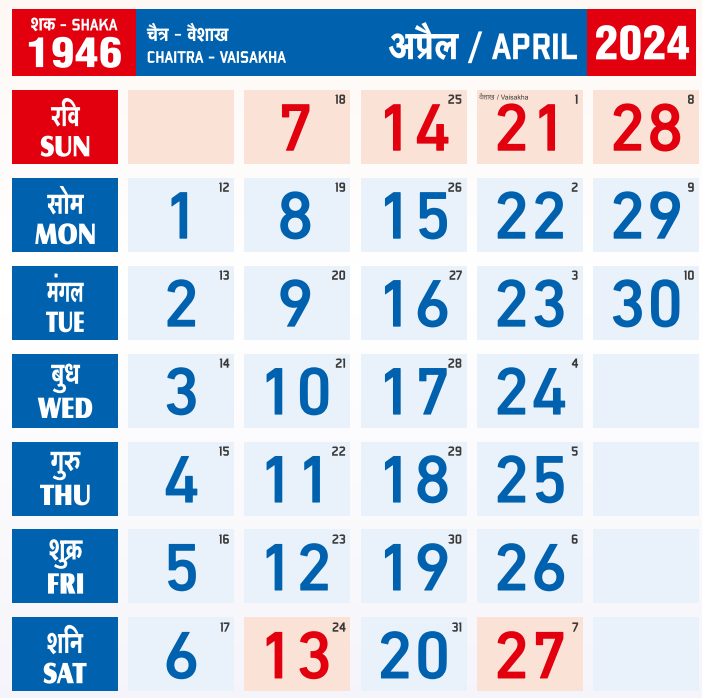 शक - SHAKA
1946
चैत्र - वैशाख
CHAITRA - VAISAKHA
अप्रैल / APRIL
2024
रवि
SUN
7 18
14 25
वैशाख / Vaisakha
21 1
28 8
सोम
MON
1 12
8 19
15 26
22 2
29 9
मंगल
TUE
2 13
9 20
16 27
23 3
30 10
बुध
WED
3 14
10 21
17 28
24 4
गुरु
THU
4 15
11 22
18 29
25 5
शुक्र
FRI
5 16
12 23
19 30
26 6
शनि
SAT
6 17
13 24
20 31
27 7